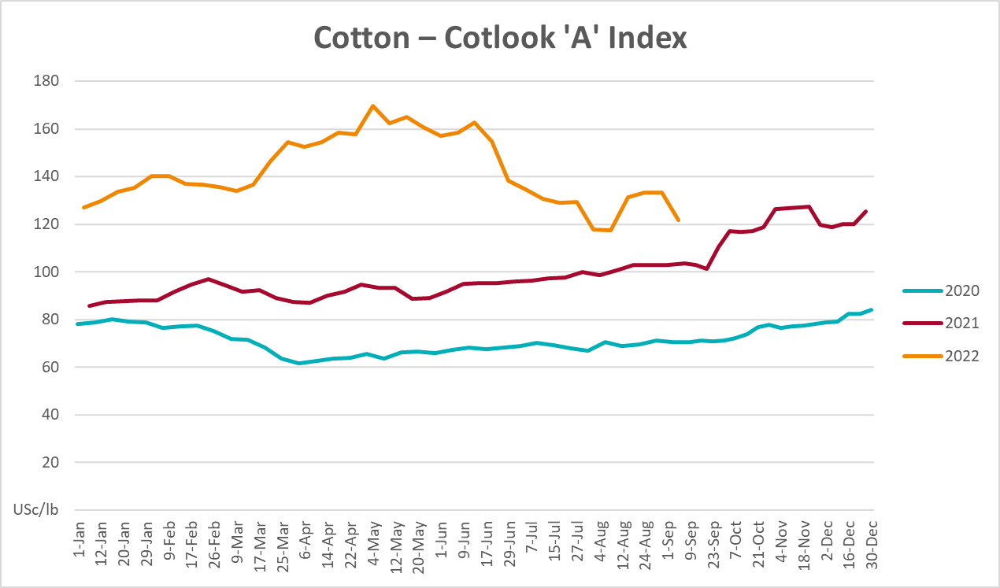 Cotton – Cotlook 'A' Index
180
160
140
120
100
80
60
40
20
USc/lb
1-Jan
12-Jan
20-Jan
29-Jan
9-Feb
17-Feb
26-Feb
9-Mar
17-Mar
25-Mar
6-Apr
14-Apr
22-Apr
4-May
12-May
20-May
1-Jun
9-Jun
17-Jun
29-Jun
7-Jul
15-Jul
27-Jul
4-Aug
12-Aug
24-Aug
1-Sep
9-Sep
23-Sep
7-Oct
21-Oct
4-Nov
18-Nov
2-Dec
16-Dec
30-Dec
2020
2021
2022